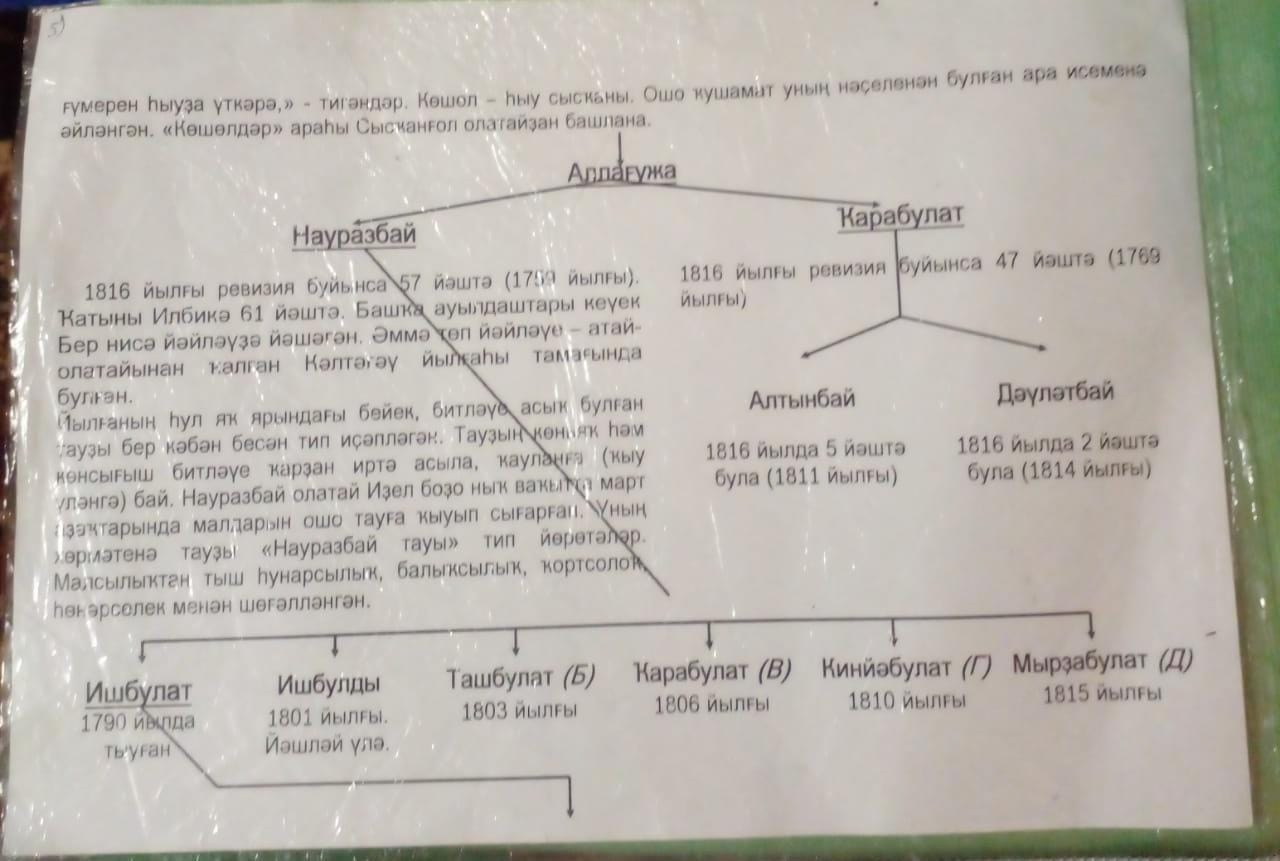 5)
ғүмерен һыуҙа үткәрә,» - тигәндәр. Көшөл – һыу сысҡаны. Ошо ҡушамат уның нәҫеленән булған ара исеменә
әйләнгән. «Көшөлдәр» араһы Сысҡанғол олатайҙан башлана.
Аллағужа
Науразбай
Ҡарабулат
1816 йылғы ревизия буйынса 57 йәштә (1759 йылғы).
Ҡатыны Илбикә 61 йәштә. Башҡа ауылдаштары кеүек
Бер нисә йәйләүҙә йәшәгән. Әммә төп йәйләүе – атай-
олатайынан ҡалған Кәлтәгәү йылғаһы тамағында
булған.
Йылғаның һул яҡ ярындағы бейек, битләүе асыҡ булған
тауҙы бер кәбән бесән тип иҫәпләгән. Тауҙың көньяҡ һәм
көнсығыш битләүе ҡарҙан иртә асыла, ҡауланға (ҡыу
үләнгә) бай. Науразбай олатай Иҙел боҙо ныҡ ваҡытта март
аҙаҡтарында малдарын ошо тауға ҡыуып сығарған. Уның
хөрмәтенә тауҙы «Науразбай тауы» тип йөрөтәләр.
Малсылыҡтан тыш һунарсылыҡ, балыҡсылыҡ, ҡортсолоҡ,
һөнәрселек менән шөғәлләнгән.
1816 йылғы ревизия буйынса 47 йәштә (1769
йылғы)
Алтынбай
Дәүләтбай
1816 йылда 5 йәштә
була (1811 йылғы)
1816 йылда 2 йәштә
була (1814 йылғы)
Ишбулат
1790 йылда
тыуған
Ишбулды
1801 йылғы.
Йәшләй үлә.
Ташбулат (Б)
1803 йылғы
Ҡарабулат (В)
1806 йылғы
Кинйәбулат (Г)
1810 йылғы
Мырҙабулат (Д)
1815 йылғы